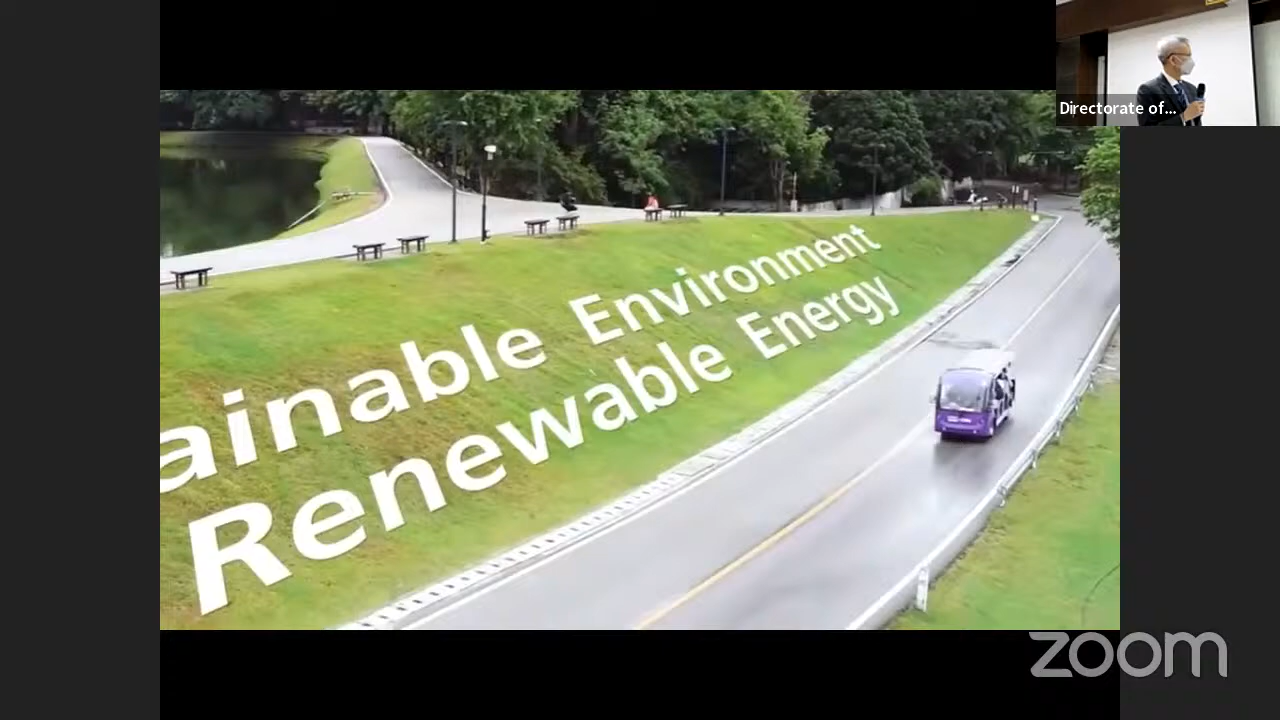 Directorate of...
ainable Environment
Renewable Energy
zoom